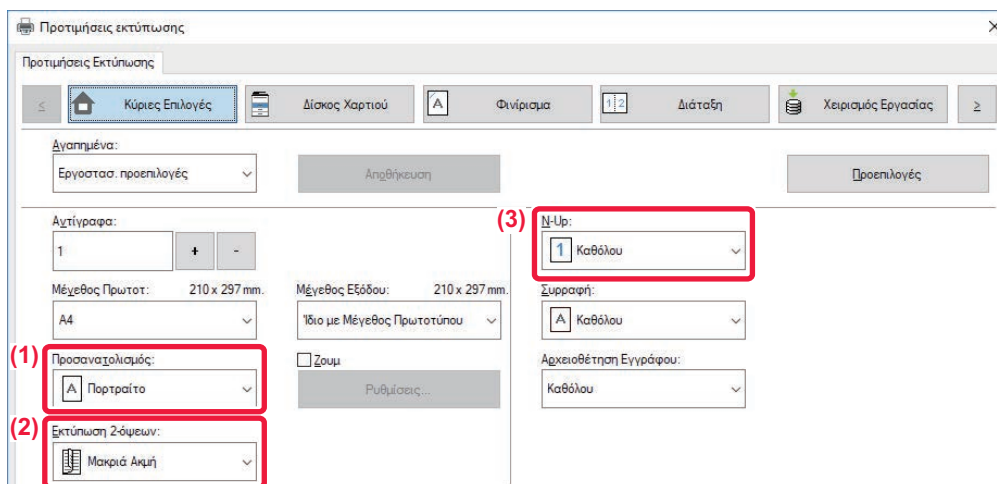 Προτιμήσεις εκτύπωσης
Προτιμήσεις Εκτύπωσης
< Κύριες Επιλογές Δίσκος Χαρτιού Φινίρισμα Διάταξη Χειρισμός Εργασίας >
Αγαπημένα:
Εργοστασ. προεπιλογές Αποθήκευση Προεπιλογές
Αντίγραφα: (3) N-Up:
1 + - 1 Καθόλου
Μέγεθος Πρωτοτ: 210 x 297 mm. Μέγεθος Εξόδου: 210 x 297 mm. Συρραφή:
A4 Ίδιο με Μέγεθος Πρωτοτύπου A Καθόλου
(1) Προσανατολισμός: Ζουμ Αρχειοθέτηση Εγγράφου:
A Πορτραίτο Ρυθμίσεις... Καθόλου
(2) Εκτύπωση 2-όψεων:
Μακριά Ακμή